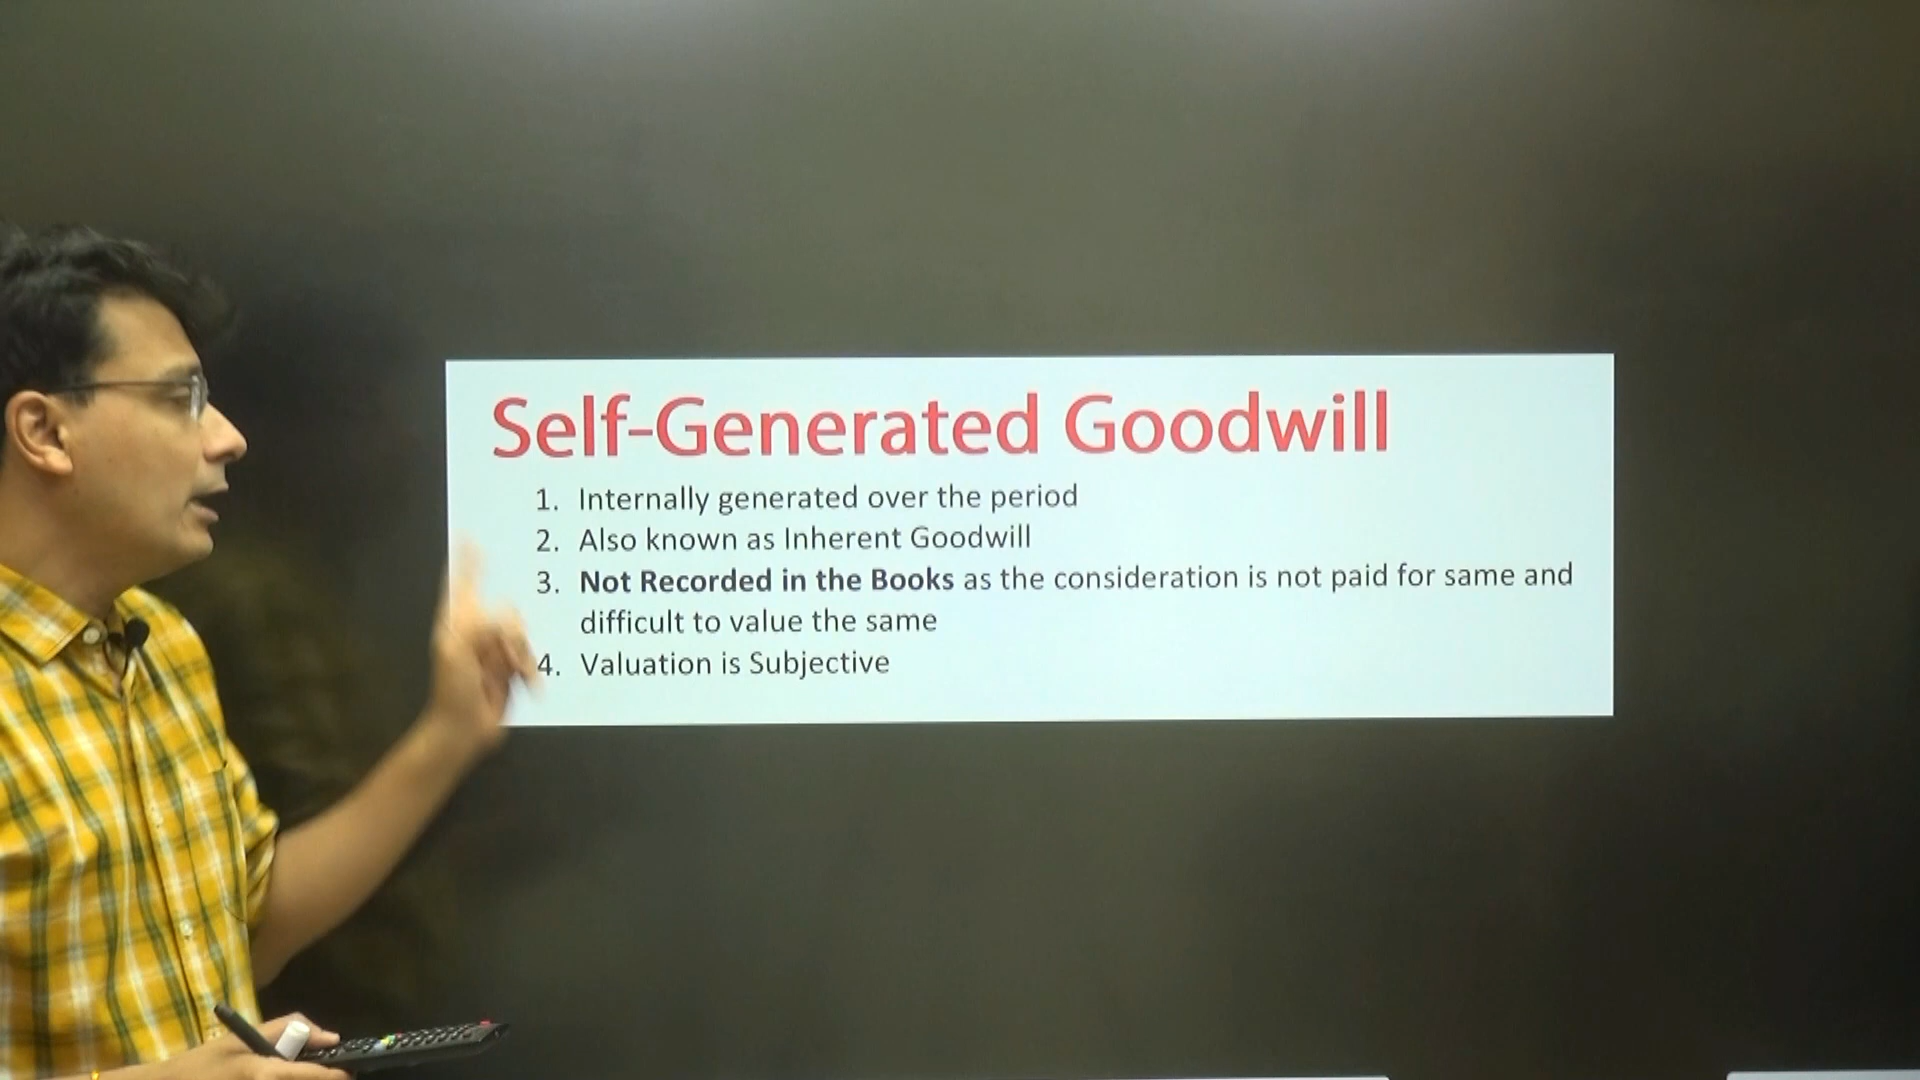 Self-Generated Goodwill
1. Internally generated over the period
2. Also known as Inherent Goodwill
3. Not Recorded in the Books as the consideration is not paid for same and
difficult to value the same
4. Valuation is Subjective